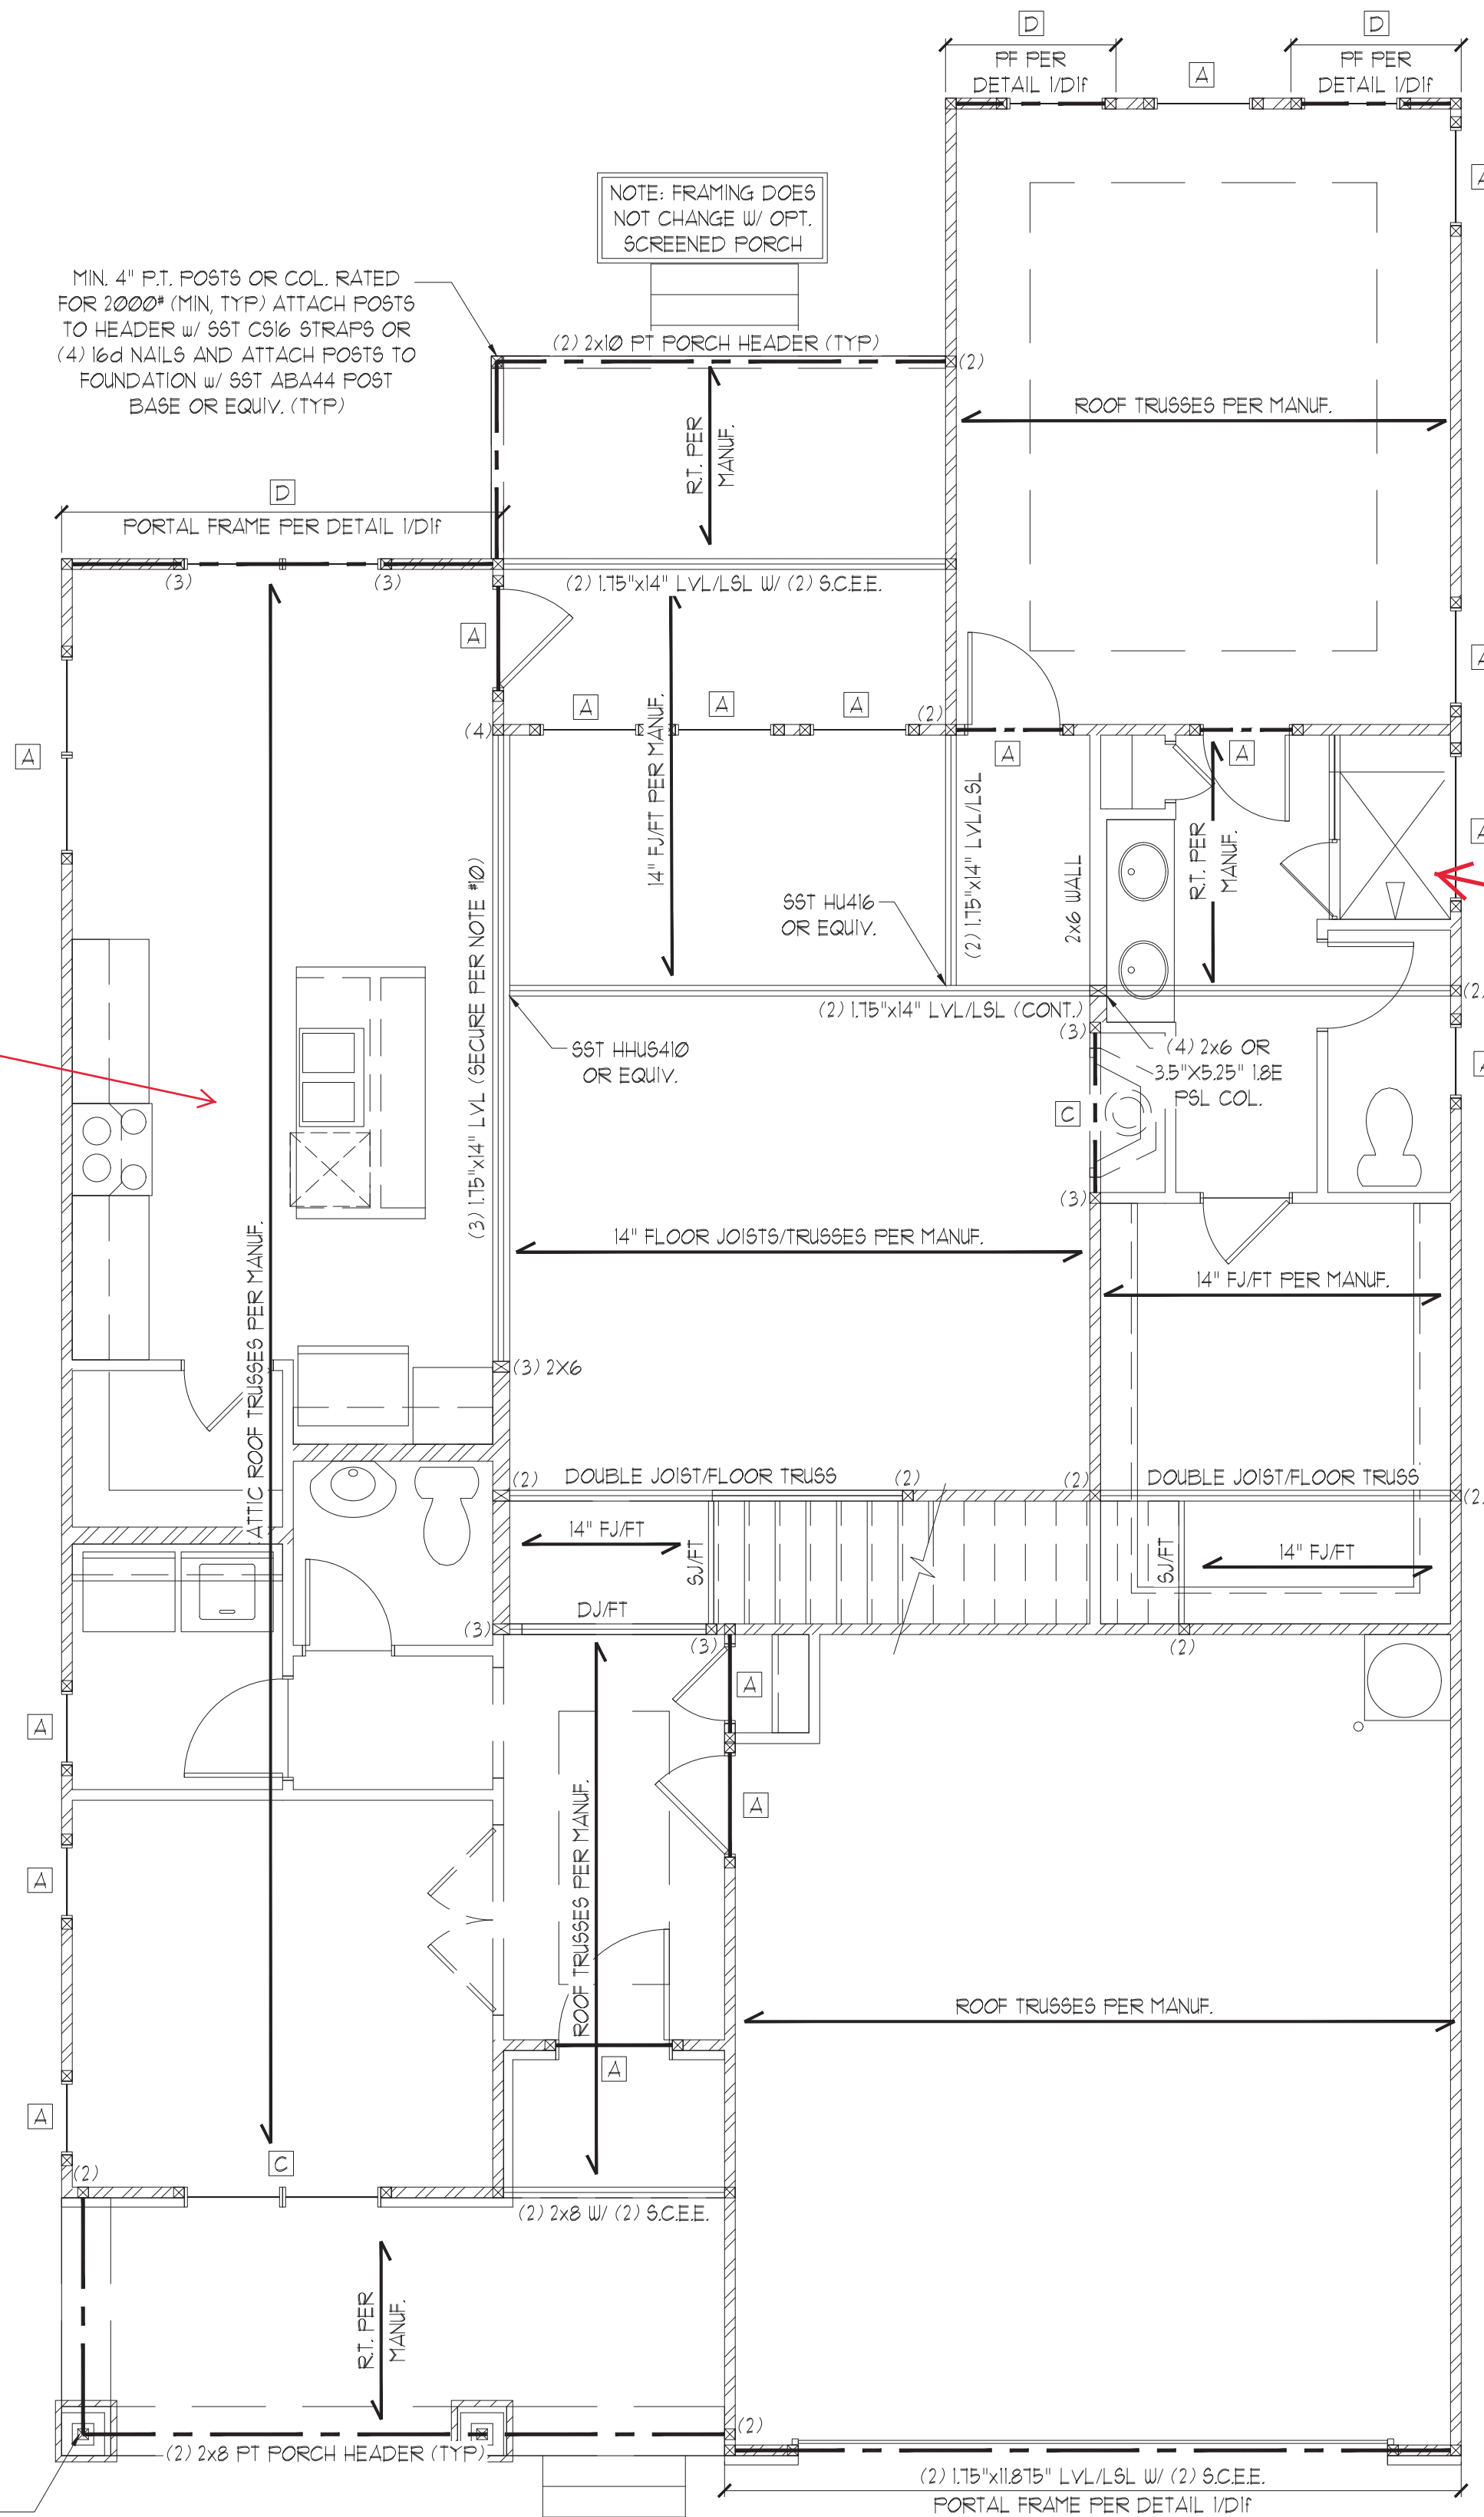 D
D
PF PER
DETAIL 1/D1f
A
PF PER
DETAIL 1/D1f
A
NOTE: FRAMING DOES
NOT CHANGE W/ OPT.
SCREENED PORCH
MIN. 4" P.T. POSTS OR COL. RATED
FOR 2000# (MIN, TYP) ATTACH POSTS
TO HEADER w/ SST CS16 STRAPS OR
(4) 16d NAILS AND ATTACH POSTS TO
FOUNDATION w/ SST ABA44 POST
BASE OR EQUIV. (TYP)
(2) 2x10 PT PORCH HEADER (TYP)
(2)
ROOF TRUSSES PER MANUF.
R.T. PER
MANUF.
D
PORTAL FRAME PER DETAIL 1/D1f
(3)
(3)
(2) 1.75"x14" LVL/LSL W/ (2) S.C.E.E.
A
A
A
A
A
(2)
(4)
A
A
A
14" FJ/FT PER MANUF.
(2) 1.75"x14" LVL/LSL
2x6 WALL
R.T. PER
MANUF.
A
SST HU416
OR EQUIV.
(3) 1.75"x14" LVL (SECURE PER NOTE #10)
(2) 1.75"x14" LVL/LSL (CONT.)
(2)
(3)
SST HHUS410
OR EQUIV.
(4) 2x6 OR
3.5"X5.25" 1.8E
PSL COL.
A
C
(3)
14" FLOOR JOISTS/TRUSSES PER MANUF.
14" FJ/FT PER MANUF.
ATTIC ROOF TRUSSES PER MANUF.
(3) 2X6
(2)
DOUBLE JOIST/FLOOR TRUSS
(2)
(2)
DOUBLE JOIST/FLOOR TRUSS
(2)
14" FJ/FT
SJ/FT
SJ/FT
14" FJ/FT
DJ/FT
(3)
(3)
(2)
A
A
A
A
ROOF TRUSSES PER MANUF.
ROOF TRUSSES PER MANUF.
A
A
C
(2)
(2) 2x8 W/ (2) S.C.E.E.
R.T. PER
MANUF.
(2)
(2) 2x8 PT PORCH HEADER (TYP)
(2) 1.75"x11.875" LVL/LSL W/ (2) S.C.E.E.
PORTAL FRAME PER DETAIL 1/D1f